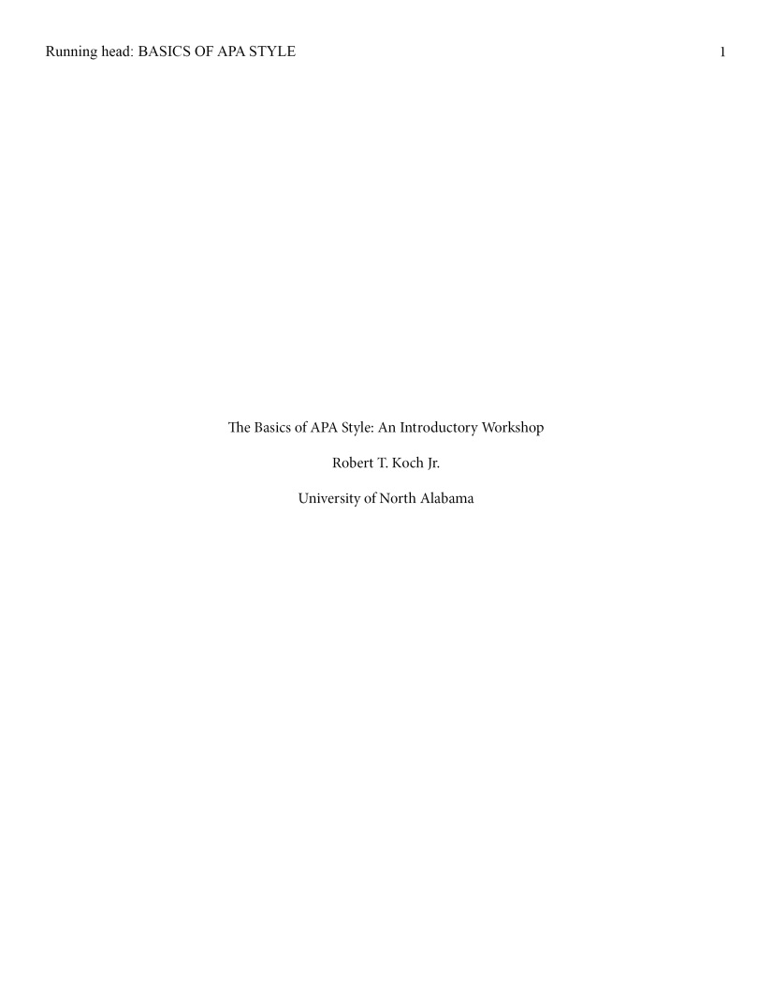 Running head: BASICS OF APA STYLE 1
The Basics of APA Style: An Introductory Workshop
Robert T. Koch Jr.
University of North Alabama